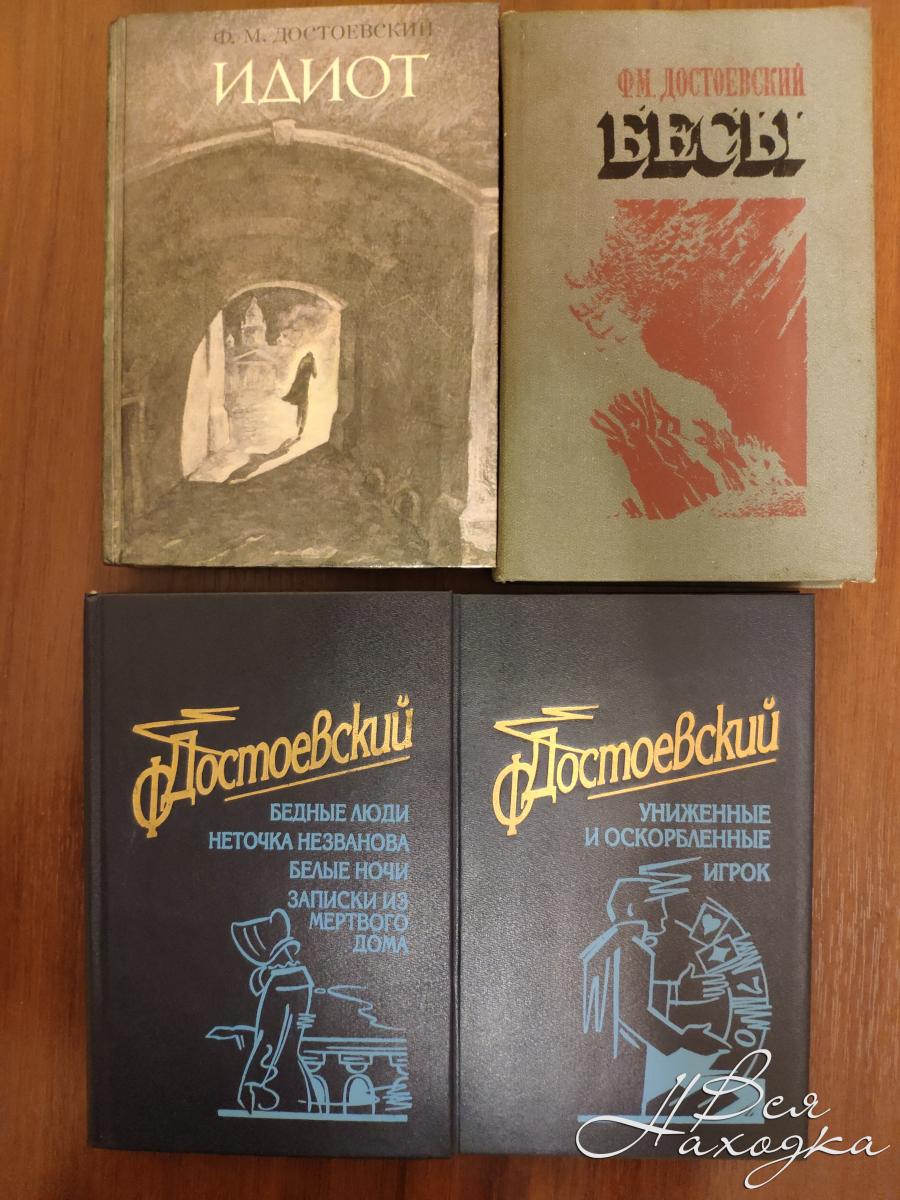 Ф. М. ДОСТОЕВСКИЙ
ИДИОТ
Ф.М. ДОСТОЕВСКИЙ
БЕСЫ
Ф Достоевский
БЕДНЫЕ ЛЮДИ
НЕТОЧКА НЕЗВАНОВА
БЕЛЫЕ НОЧИ
ЗАПИСКИ ИЗ
МЕРТВОГО
ДОМА
Ф Достоевский
УНИЖЕННЫЕ
И ОСКОРБЛЕННЫЕ
ИГРОК
Вся
Находка